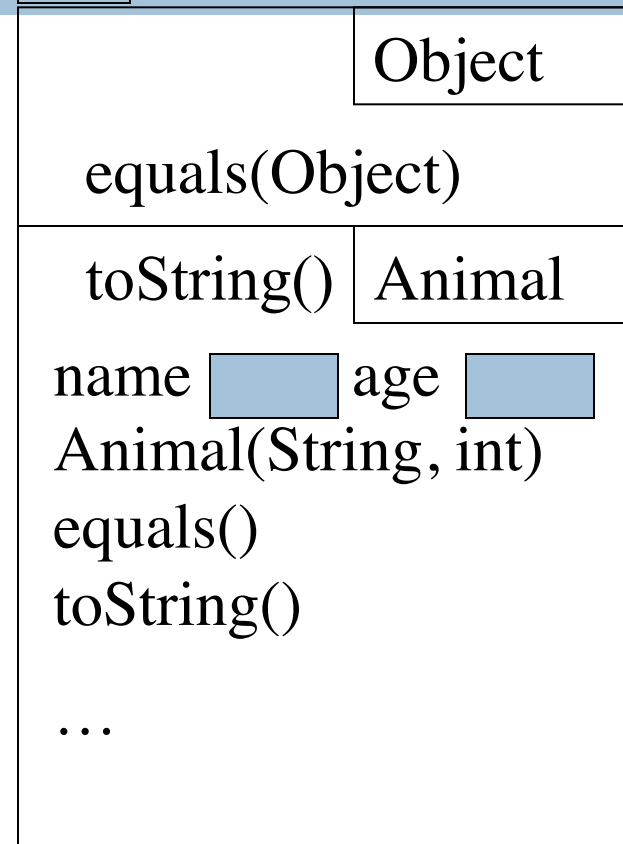 Object
equals(Object)
toString() Animal
name age
Animal(String, int)
equals()
toString()
…